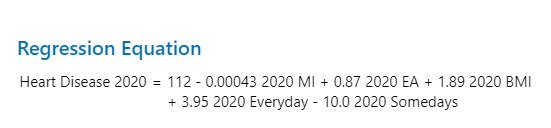 Regression Equation
Heart Disease 2020 = 112 - 0.00043 2020 MI + 0.87 2020 EA + 1.89 2020 BMI
+ 3.95 2020 Everyday - 10.0 2020 Somedays